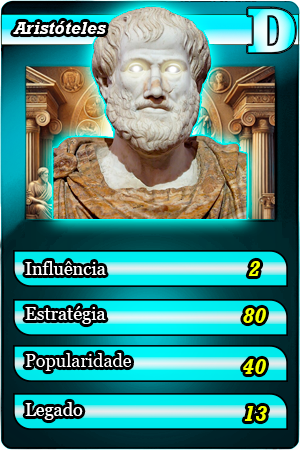 Aristóteles
D
Influência 2
Estratégia 80
Popularidade 40
Legado 13